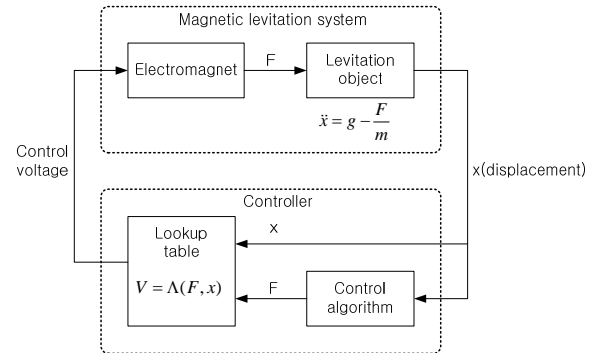 Magnetic levitation system
Electromagnet
F
Levitation
object
ẍ = g - F/m
Control
voltage
x(displacement)
Controller
Lookup
table
V = Λ(F, x)
x
F
Control
algorithm